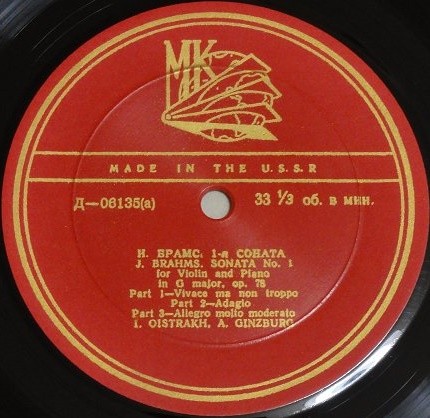 МК
MADE IN THE U.S.S.R
Д—06135(а)
33 ⅓ об. в мин.
И. БРАМС. 1-я СОНАТА
J. BRAHMS. SONATA No. 1
for Violin and Piano
in G major, op. 78
Part 1—Vivace ma non troppo
Part 2—Adagio
Part 3—Allegro molto moderato
I. OISTRAKH, A. GINZBURG